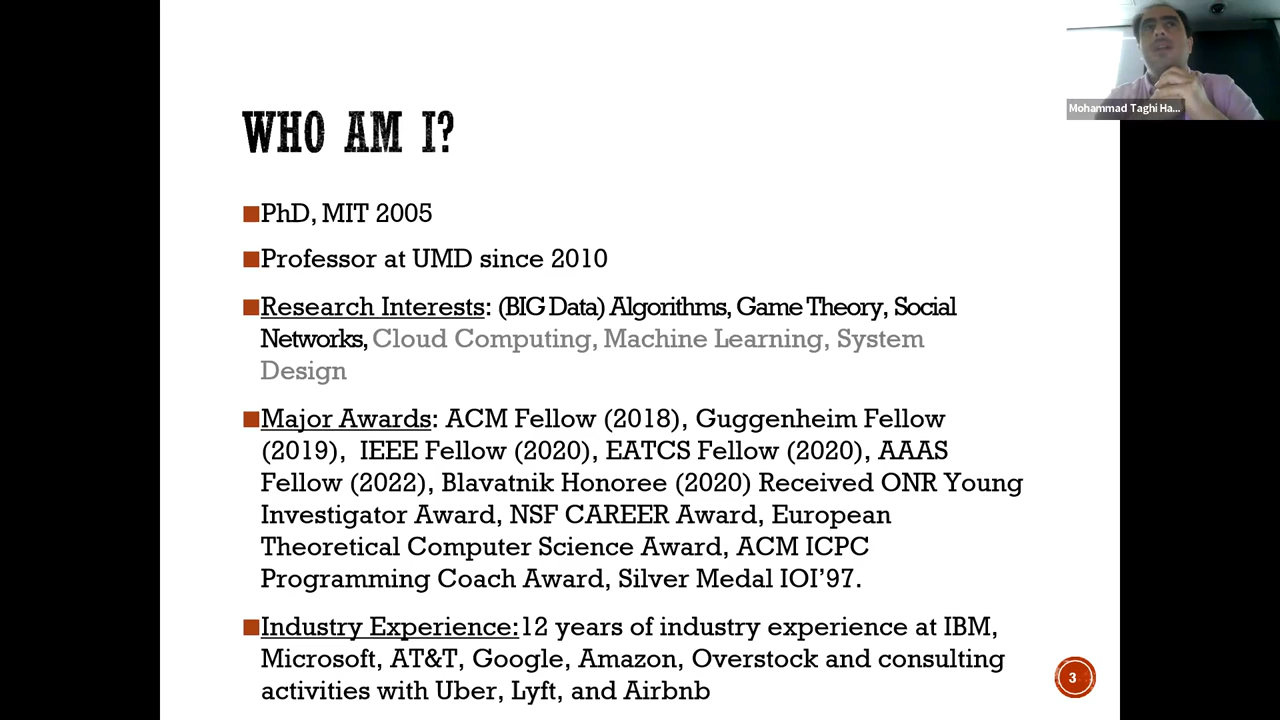 Mohammad Taghi Ha...
WHO AM I?
PhD, MIT 2005
Professor at UMD since 2010
Research Interests: (BIG Data) Algorithms, Game Theory, Social
Networks, Cloud Computing, Machine Learning, System
Design
Major Awards: ACM Fellow (2018), Guggenheim Fellow
(2019), IEEE Fellow (2020), EATCS Fellow (2020), AAAS
Fellow (2022), Blavatnik Honoree (2020) Received ONR Young
Investigator Award, NSF CAREER Award, European
Theoretical Computer Science Award, ACM ICPC
Programming Coach Award, Silver Medal IOI’97.
Industry Experience:12 years of industry experience at IBM,
Microsoft, AT&T, Google, Amazon, Overstock and consulting
activities with Uber, Lyft, and Airbnb
3